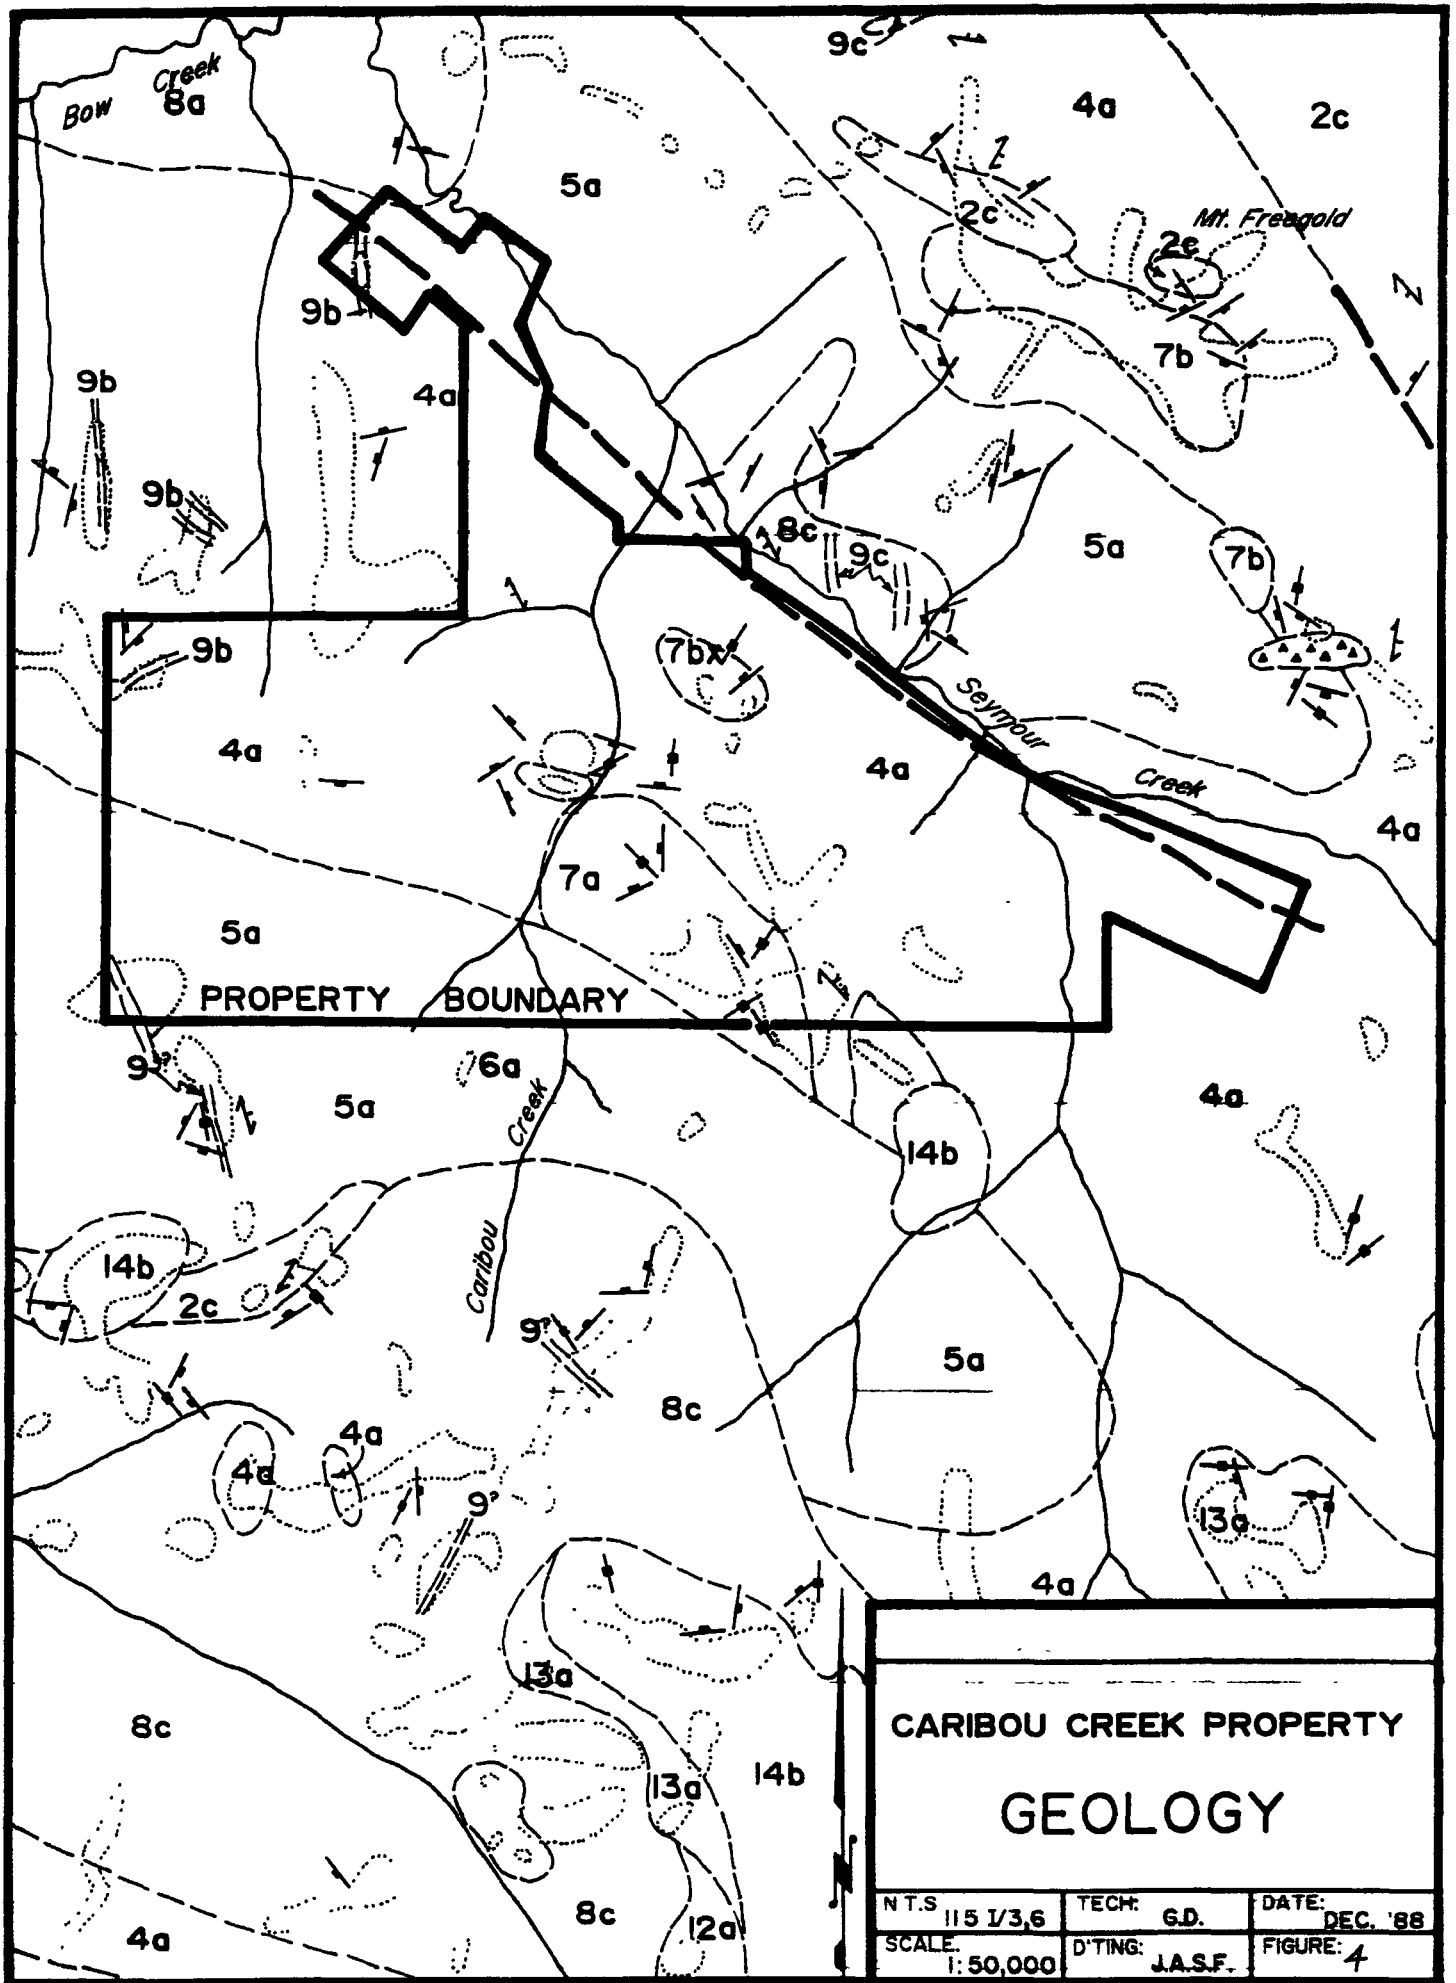 9c
Bow Creek
8a
4a
2c
5a
2c
Mt. Freegold
2e
9b
7b
9b
4a
9b
8c
9c
5a
7b
9b
7bx
Seymour
4a
4a
Creek
4a
7a
5a
PROPERTY BOUNDARY
9?
6a
5a
4a
Creek
14b
Caribou
14b
2c
9?
5a
8c
4a
4a
9?
13a
4a
13a
8c
13a
14b
8c
12a
4a
CARIBOU CREEK PROPERTY
GEOLOGY
N.T.S 115 I/3,6
TECH: G.D.
DATE: DEC. '88
SCALE. 1:50,000
D'TING: J.A.S.F.
FIGURE: 4